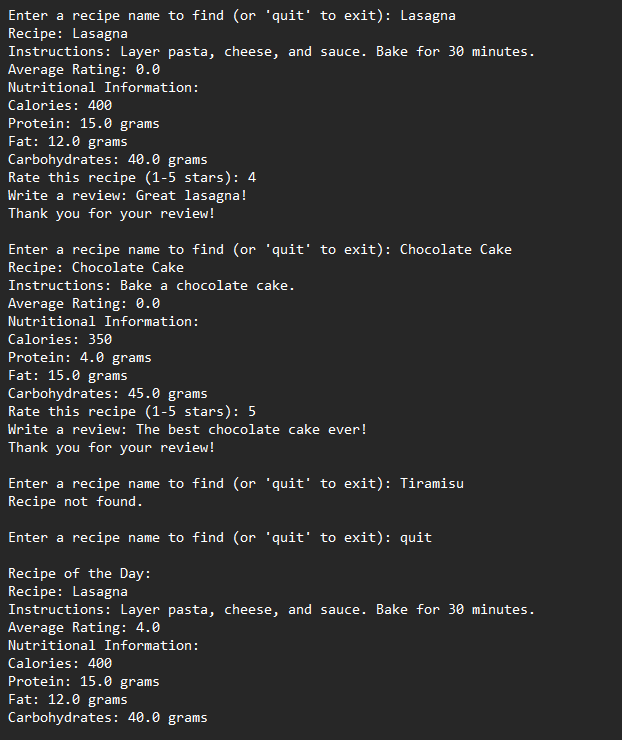 Enter a recipe name to find (or 'quit' to exit): Lasagna
Recipe: Lasagna
Instructions: Layer pasta, cheese, and sauce. Bake for 30 minutes.
Average Rating: 0.0
Nutritional Information:
Calories: 400
Protein: 15.0 grams
Fat: 12.0 grams
Carbohydrates: 40.0 grams
Rate this recipe (1-5 stars): 4
Write a review: Great lasagna!
Thank you for your review!

Enter a recipe name to find (or 'quit' to exit): Chocolate Cake
Recipe: Chocolate Cake
Instructions: Bake a chocolate cake.
Average Rating: 0.0
Nutritional Information:
Calories: 350
Protein: 4.0 grams
Fat: 15.0 grams
Carbohydrates: 45.0 grams
Rate this recipe (1-5 stars): 5
Write a review: The best chocolate cake ever!
Thank you for your review!

Enter a recipe name to find (or 'quit' to exit): Tiramisu
Recipe not found.

Enter a recipe name to find (or 'quit' to exit): quit

Recipe of the Day:
Recipe: Lasagna
Instructions: Layer pasta, cheese, and sauce. Bake for 30 minutes.
Average Rating: 4.0
Nutritional Information:
Calories: 400
Protein: 15.0 grams
Fat: 12.0 grams
Carbohydrates: 40.0 grams